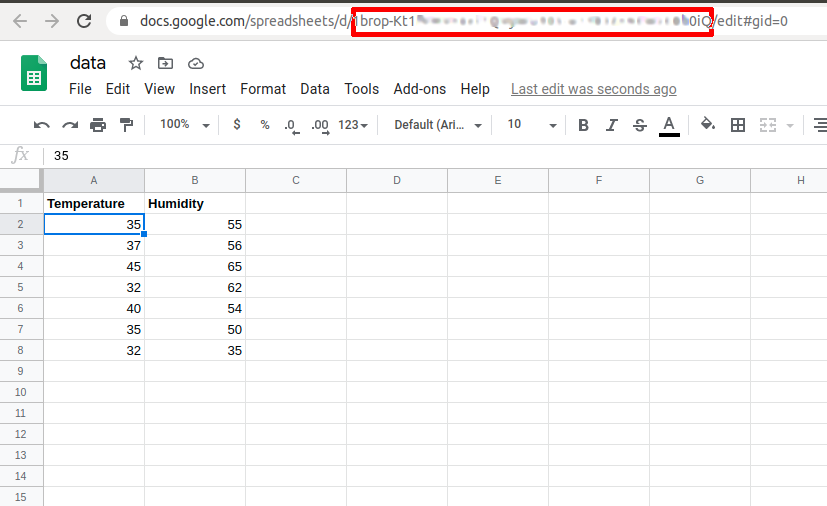 docs.google.com/spreadsheets/d/1brop-Kt1 0iQ/edit#gid=0
data
File Edit View Insert Format Data Tools Add-ons Help Last edit was seconds ago
100% $ % .0 .00 123 Default (Ari... 10 B I S A
fx 35
A B C D E F G H
1 Temperature Humidity
2 35 55
3 37 56
4 45 65
5 32 62
6 40 54
7 35 50
8 32 35
9
10
11
12
13
14
15